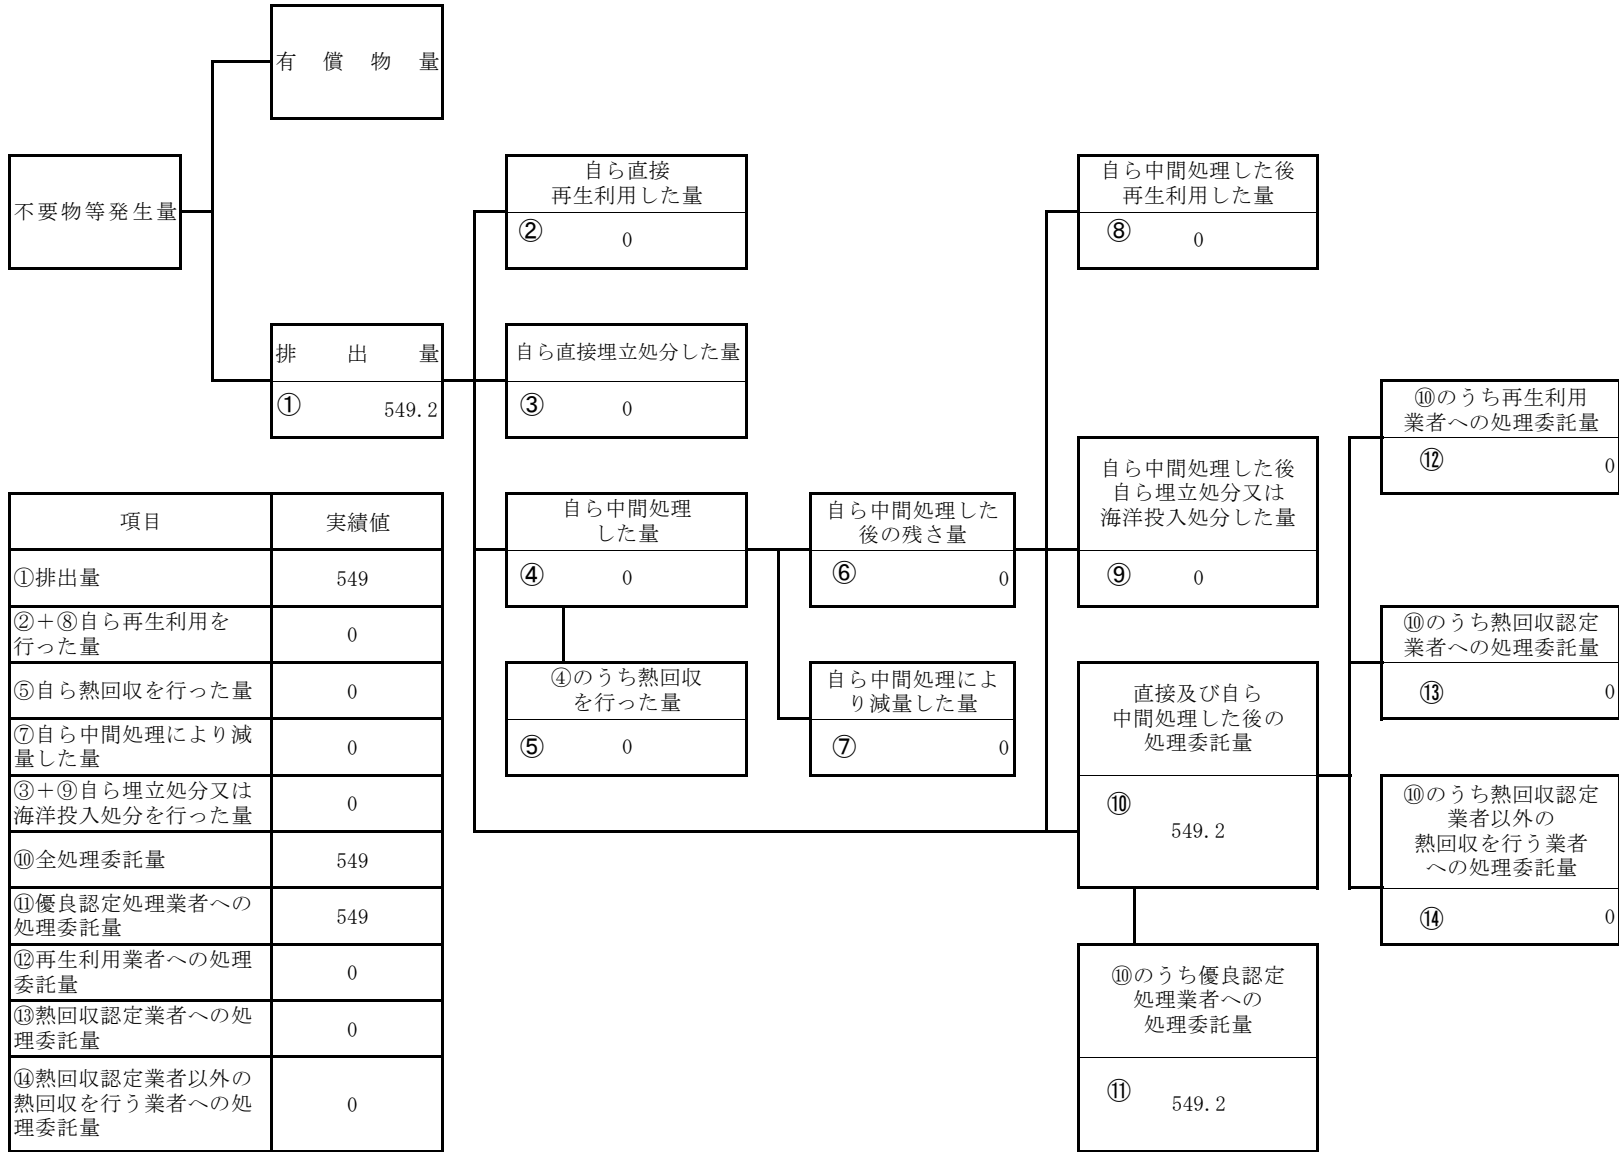 有償物量
不要物等発生量
排出量
① 549.2
自ら直接
再生利用した量
② 0
自ら直接埋立処分した量
③ 0
自ら中間処理
した量
④ 0
④のうち熱回収
を行った量
⑤ 0
自ら中間処理した
後の残さ量
⑥ 0
自ら中間処理によ
り減量した量
⑦ 0
自ら中間処理した後
再生利用した量
⑧ 0
自ら中間処理した後
自ら埋立処分又は
海洋投入処分した量
⑨ 0
直接及び自ら
中間処理した後の
処理委託量
⑩
549.2
⑩のうち優良認定
処理業者への
処理委託量
⑪ 549.2
⑩のうち再生利用
業者への処理委託量
⑫ 0
⑩のうち熱回収認定
業者への処理委託量
⑬ 0
⑩のうち熱回収認定
業者以外の
熱回収を行う業者
への処理委託量
⑭ 0
項目 実績値
①排出量 549
②＋⑧自ら再生利用を
行った量 0
⑤自ら熱回収を行った量 0
⑦自ら中間処理により減
量した量 0
③＋⑨自ら埋立処分又は
海洋投入処分を行った量 0
⑩全処理委託量 549
⑪優良認定処理業者への
処理委託量 549
⑫再生利用業者への処理
委託量 0
⑬熱回収認定業者への処
理委託量 0
⑭熱回収認定業者以外の
熱回収を行う業者への処 0
理委託量